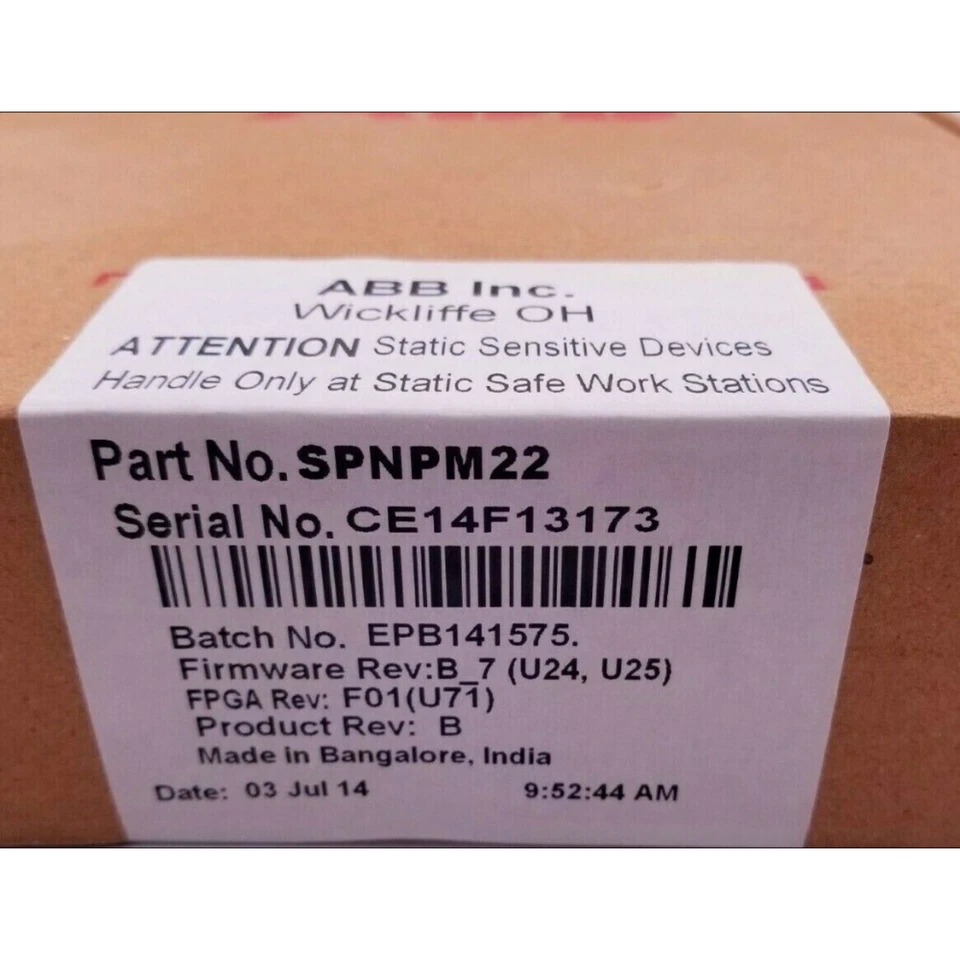 ABB Inc.
Wickliffe OH
ATTENTION Static Sensitive Devices
Handle Only at Static Safe Work Stations
Part No. SPNPM22
Serial No. CE14F13173
Batch No. EPB141575.
Firmware Rev:B_7 (U24, U25)
FPGA Rev: F01(U71)
Product Rev: B
Made in Bangalore, India
Date: 03 Jul 14 9:52:44 AM